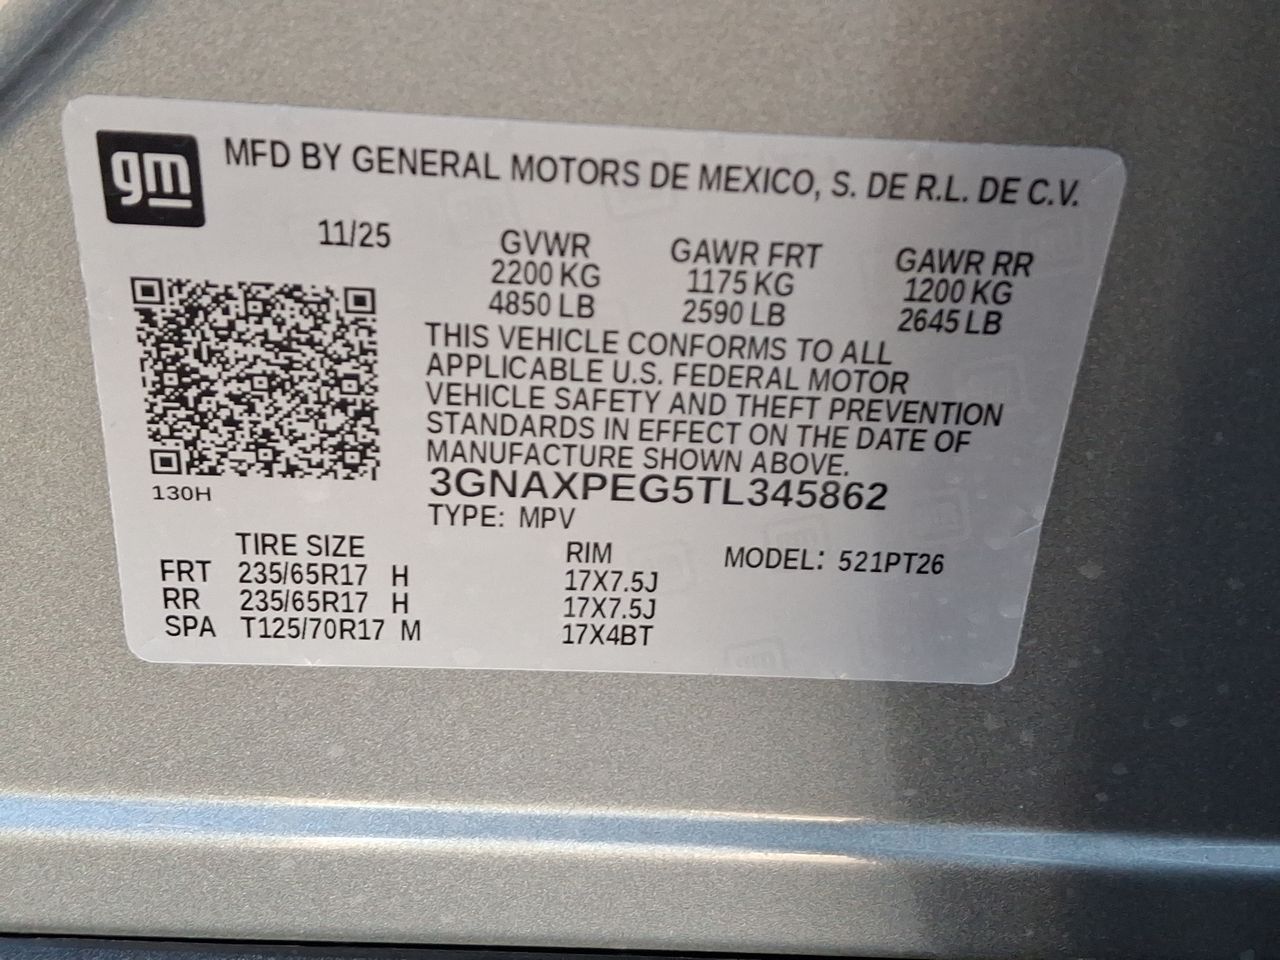 gm
MFD BY GENERAL MOTORS DE MEXICO, S. DE R.L. DE C.V.
11/25
GVWR GAWR FRT GAWR RR
2200 KG 1175 KG 1200 KG
4850 LB 2590 LB 2645 LB
THIS VEHICLE CONFORMS TO ALL
APPLICABLE U.S. FEDERAL MOTOR
VEHICLE SAFETY AND THEFT PREVENTION
STANDARDS IN EFFECT ON THE DATE OF
MANUFACTURE SHOWN ABOVE.
3GNAXPEG5TL345862
130H
TYPE: MPV
TIRE SIZE RIM MODEL: 521PT26
FRT 235/65R17 H 17X7.5J
RR 235/65R17 H 17X7.5J
SPA T125/70R17 M 17X4BT